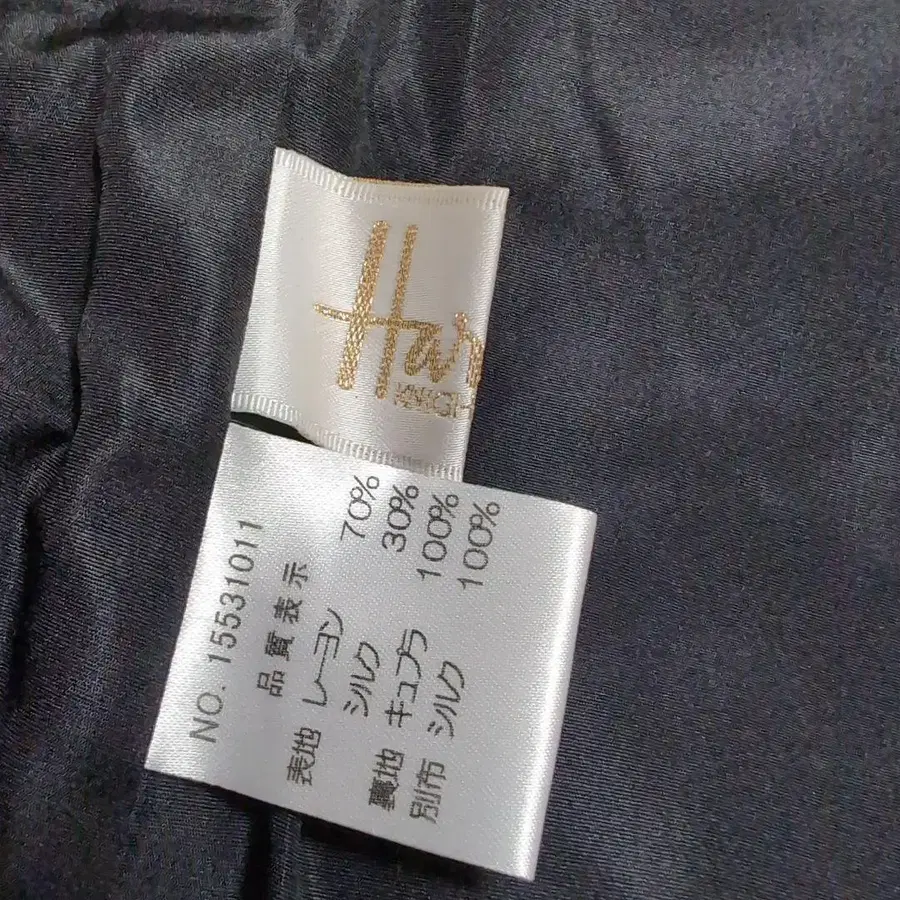 Har
NO. 15531011
品質表示
表地 レーヨン 70%
シルク 30%
裏地 キュプラ 100%
別布 シルク 100%